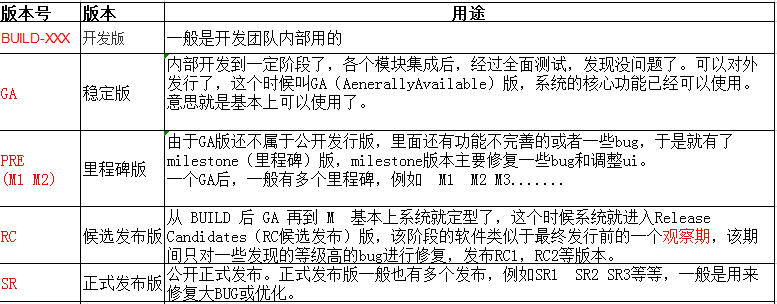 版本号 版本 用途
BUILD-XXX 开发版 一般是开发团队内部用的
GA 稳定版 内部开发到一定阶段了，各个模块集成后，经过全面测试，发现没问题了。可以对外
发行了，这个时候叫GA（AenerallyAvailable）版，系统的核心功能已经可以使用。
意思就是基本上可以使用了。
PRE
(M1 M2) 里程碑版 由于GA版还不属于公开发行版，里面还有功能不完善的或者一些bug，于是就有了
milestone（里程碑）版，milestone版本主要修复一些bug和调整ui。
一个GA后，一般有多个里程碑，例如 M1 M2 M3.......
RC 候选发布版 从 BUILD 后 GA 再到 M 基本上系统就定型了，这个时候系统就进入Release
Candidates（RC候选发布）版，该阶段的软件类似于最终发行前的一个观察期，该期
间只对一些发现的等级高的bug进行修复，发布RC1，RC2等版本。
SR 正式发布版 公开正式发布。正式发布版一般也有多个发布，例如SR1 SR2 SR3等等，一般是用来
修复大BUG或优化。